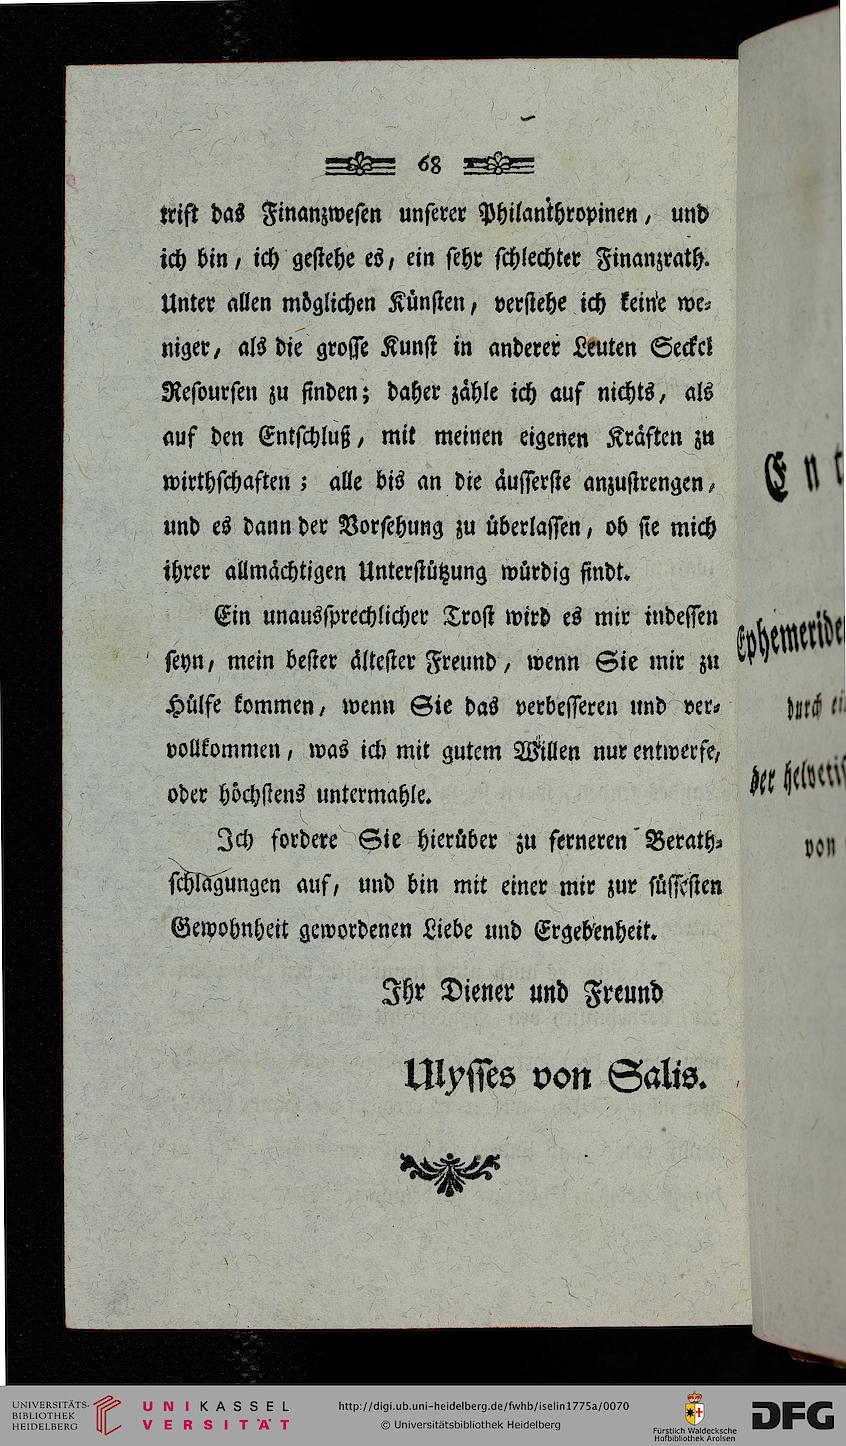 68
trift das Finanzwesen unserer Philanthropinen, und
ich bin, ich gestehe es, ein sehr schlechter Finanzrath.
Unter allen möglichen Künsten, verstehe ich keine we-
niger, als die grosse Kunst in anderer Leuten Seckel
Resoursen zu finden; daher zähle ich auf nichts, als
auf den Entschluß, mit meinen eigenen Kräften zu
wirthschaften; alle bis an die äusserste anzustrengen,
und es dann der Vorsehung zu überlassen, ob sie mich
ihrer allmächtigen Unterstützung würdig findt.
Ein unaussprechlicher Trost wird es mir indessen
seyn, mein bester ältester Freund, wenn Sie mir zu
Hülfe kommen, wenn Sie das verbesseren und ver-
vollkommen, was ich mit gutem Willen nur entwerfe,
oder höchstens untermahle.
Ich fordere Sie hierüber zu ferneren Berath-
schlagungen auf, und bin mit einer mir zur süssesten
Gewohnheit gewordenen Liebe und Ergebenheit.
Ihr Diener und Freund
Ulysses von Salis.
Ent
Ephemeride
durch ei
der helveti
von
UNIVERSITÄTS-
BIBLIOTHEK
HEIDELBERG
UNIKASSEL
VERSITÄT
http://digi.ub.uni-heidelberg.de/fwhb/iselin1775a/0070
© Universitätsbibliothek Heidelberg
Fürstlich Waldecksche
Hofbibliothek Arolsen
DFG